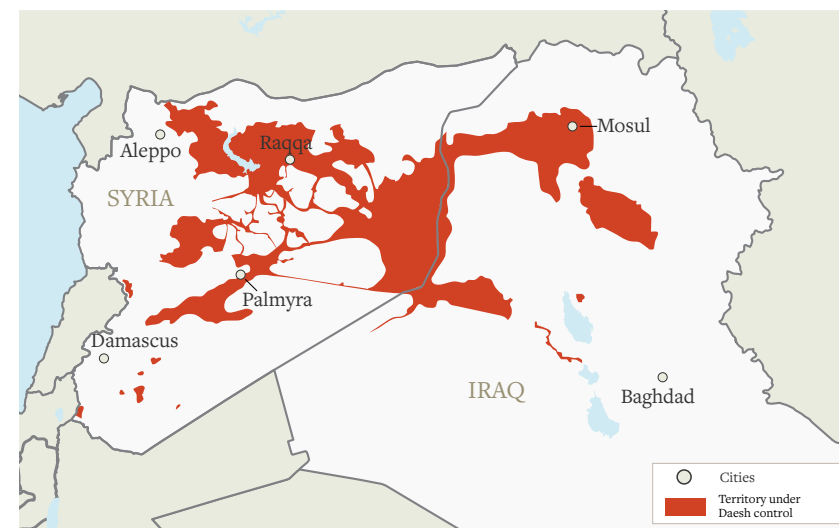 Mosul
Aleppo
Raqqa
SYRIA
Palmyra
Damascus
IRAQ
Baghdad
Cities
Territory under
Daesh control